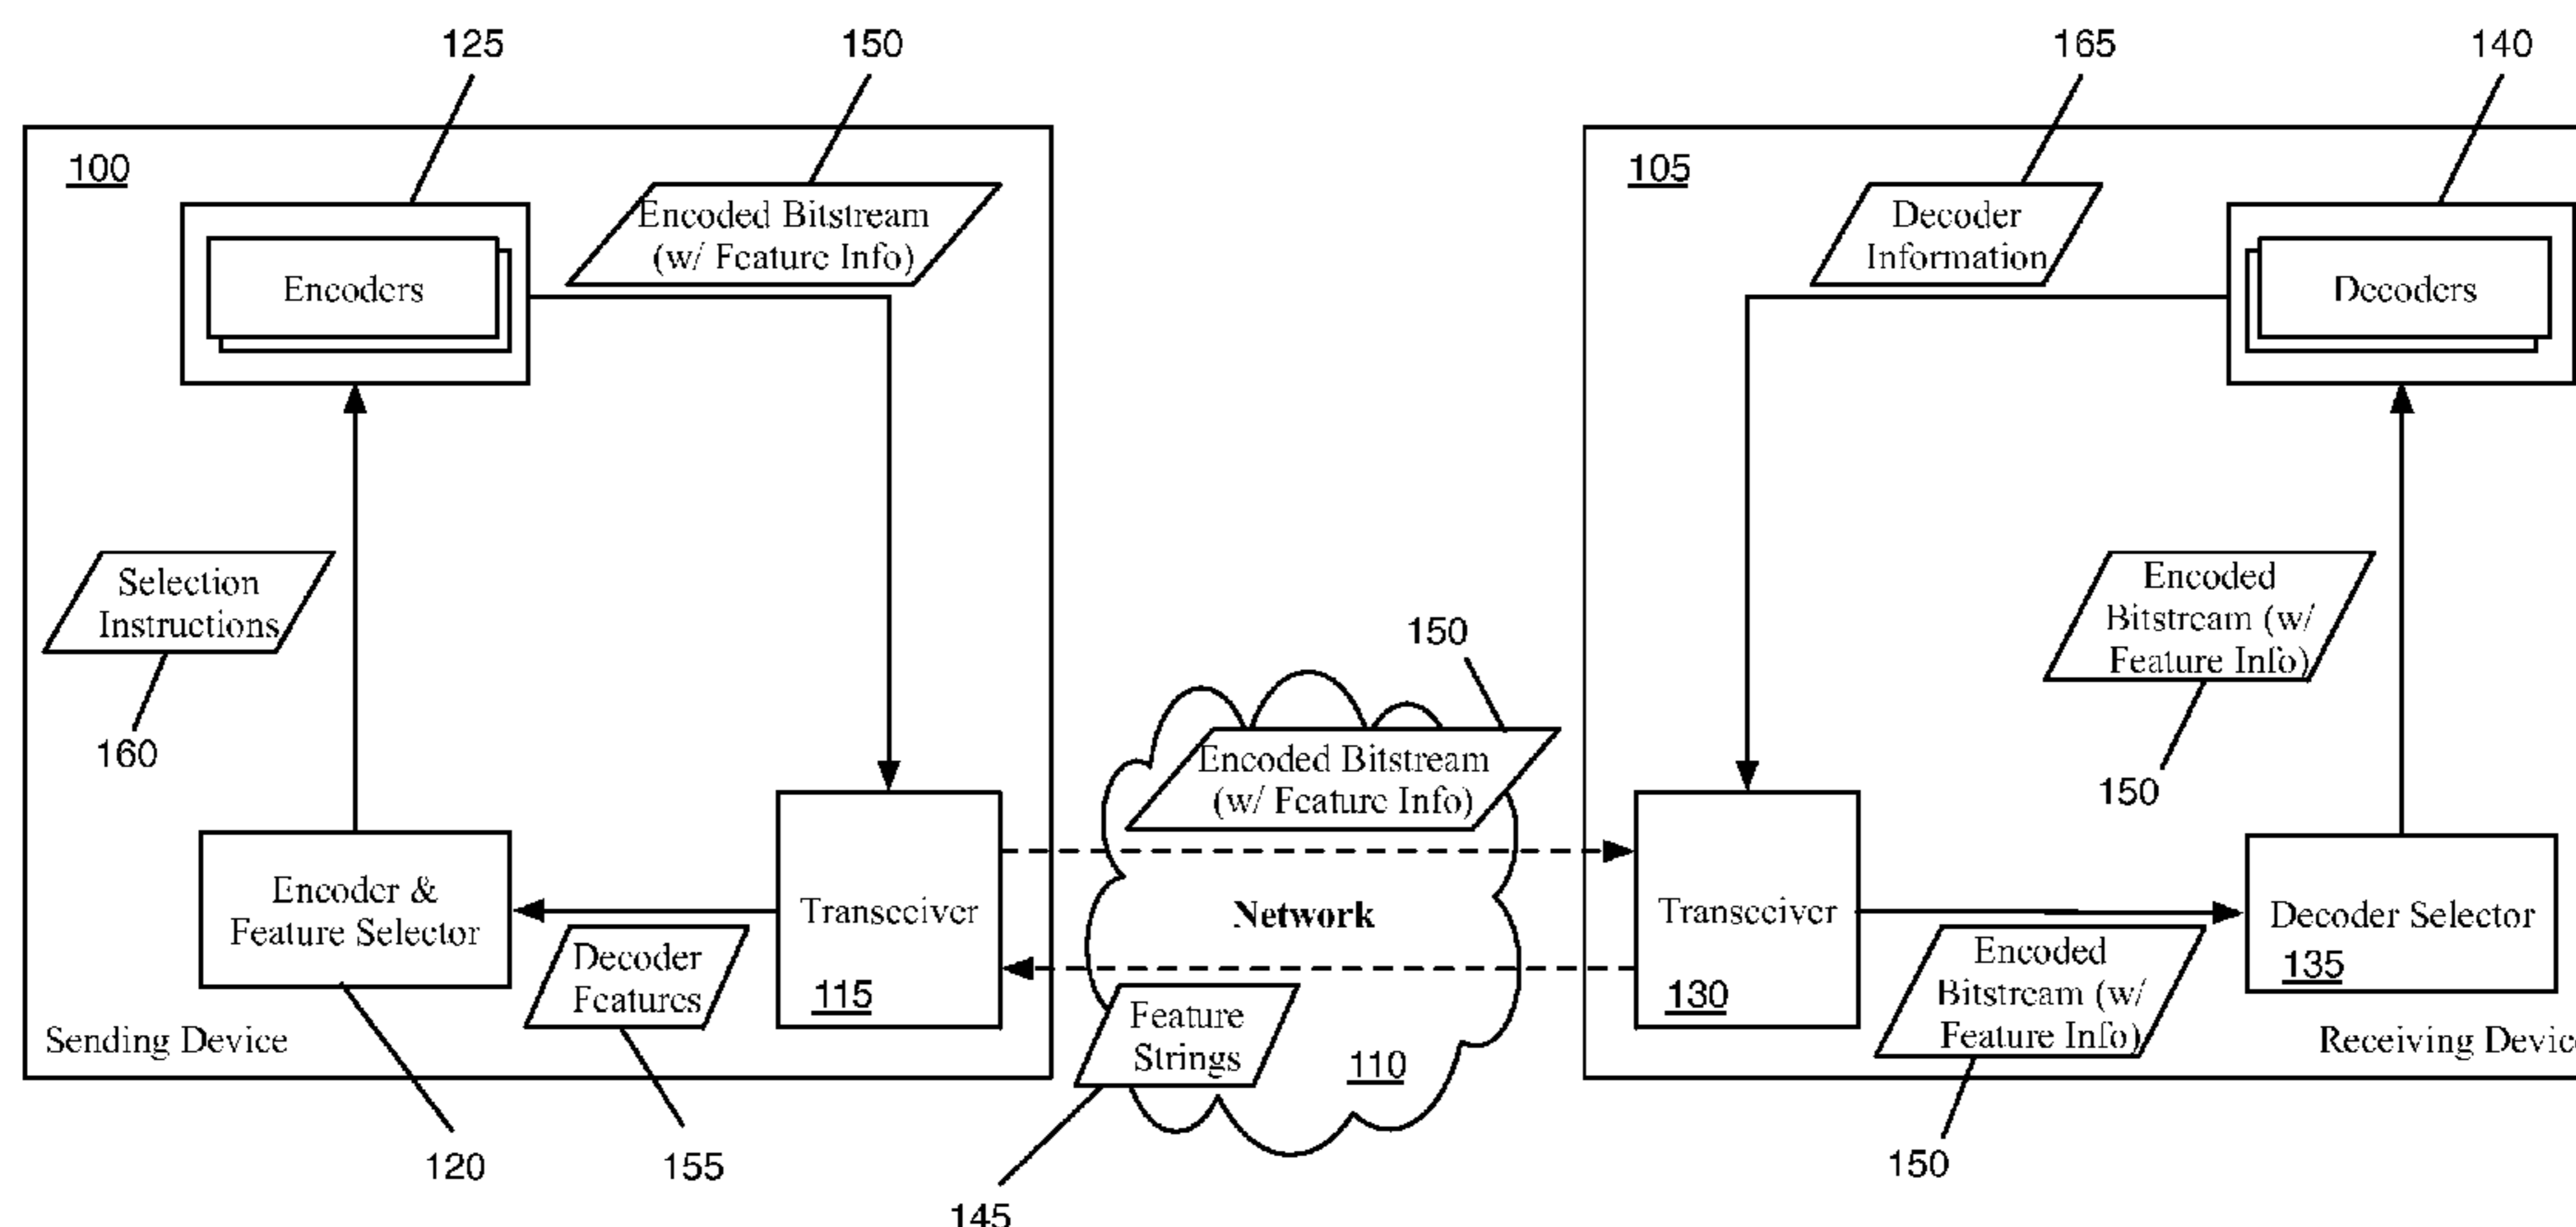 125
150
165
140
100
Encoded Bitstream
(w/ Feature Info)
Encoders
105
Decoder
Information
Decoders
Selection
Instructions
160
Encoded
Bitstream (w/
Feature Info)
150
150
Encoded Bitstream
(w/ Feature Info)
Encoder &
Feature Selector
Decoder
Features
Transceiver
115
Network
Feature
Strings
110
Transceiver
130
Encoded
Bitstream (w/
Feature Info)
Decoder Selector
135
Sending Device
Receiving Devic
120
155
145
150